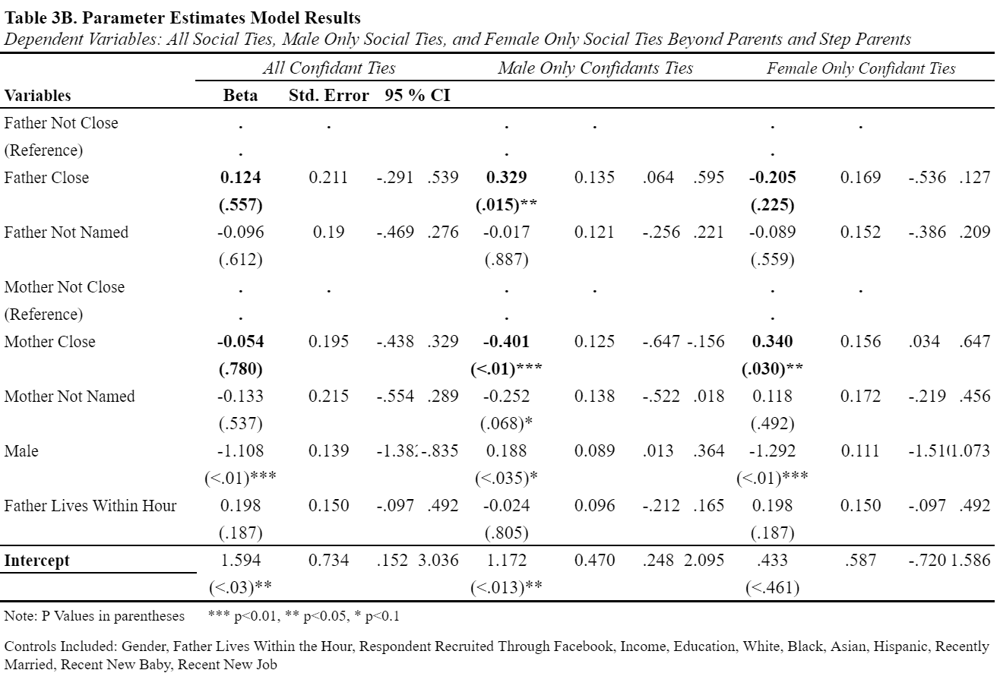 Table 3B. Parameter Estimates Model Results
Dependent Variables: All Social Ties, Male Only Social Ties, and Female Only Social Ties Beyond Parents and Step Parents
All Confidant Ties Male Only Confidants Ties Female Only Confidant Ties
Variables Beta Std. Error 95 % CI
Father Not Close . . . . . .
(Reference) . . .
Father Close 0.124 0.211 -.291 .539 0.329 0.135 .064 .595 -0.205 0.169 -.536 .127
(.557) (.015)** (.225)
Father Not Named -0.096 0.19 -.469 .276 -0.017 0.121 -.256 .221 -0.089 0.152 -.386 .209
(.612) (.887) (.559)
Mother Not Close . . . . . .
(Reference) . . .
Mother Close -0.054 0.195 -.438 .329 -0.401 0.125 -.647 -.156 0.340 0.156 .034 .647
(.780) (<.01)*** (.030)**
Mother Not Named -0.133 0.215 -.554 .289 -0.252 0.138 -.522 .018 0.118 0.172 -.219 .456
(.537) (.068)* (.492)
Male -1.108 0.139 -.835 0.188 0.089 .013 .364 -1.292 0.111 1.073
(<.01)*** (<.035)* (<.01)***
Father Lives Within Hour 0.198 0.150 -.097 .492 -0.024 0.096 -.212 .165 0.198 0.150 -.097 .492
(.187) (.805) (.187)
Intercept 1.594 0.734 .152 3.036 1.172 0.470 .248 2.095 .433 .587 -.720 1.586
(<.03)** (<.013)** (<.461)
Note: P Values in parentheses *** p<0.01, ** p<0.05, * p<0.1
Controls Included: Gender, Father Lives Within the Hour, Respondent Recruited Through Facebook, Income, Education, White, Black, Asian, Hispanic, Recently
Married, Recent New Baby, Recent New Job